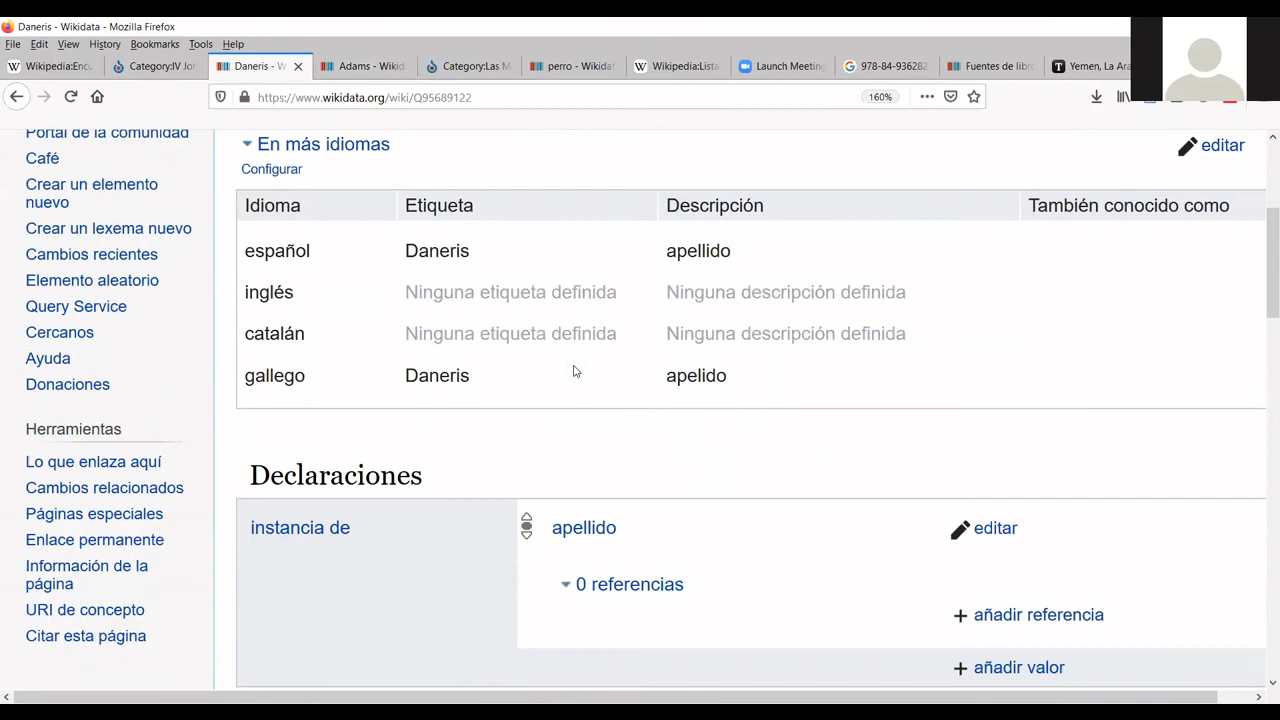 Daneris - Wikidata - Mozilla Firefox
File Edit View History Bookmarks Tools Help
Wikipedia:Encu
Category:IV Jor
Daneris - W
Adams - Wikid
Category:Las M
perro - Wikidat
Wikipedia:Lista
Launch Meeting
978-84-936282
Fuentes de libre
Yemen, La Ara
https://www.wikidata.org/wiki/Q95689122
160%
Portal de la comunidad
Café
Crear un elemento
nuevo
Crear un lexema nuevo
Cambios recientes
Elemento aleatorio
Query Service
Cercanos
Ayuda
Donaciones
Herramientas
Lo que enlaza aquí
Cambios relacionados
Páginas especiales
Enlace permanente
Información de la
página
URI de concepto
Citar esta página
En más idiomas
editar
Configurar
Idioma Etiqueta Descripción También conocido como
español Daneris apellido
inglés Ninguna etiqueta definida Ninguna descripción definida
catalán Ninguna etiqueta definida Ninguna descripción definida
gallego Daneris apelido
Declaraciones
instancia de apellido editar
0 referencias
añadir referencia
añadir valor